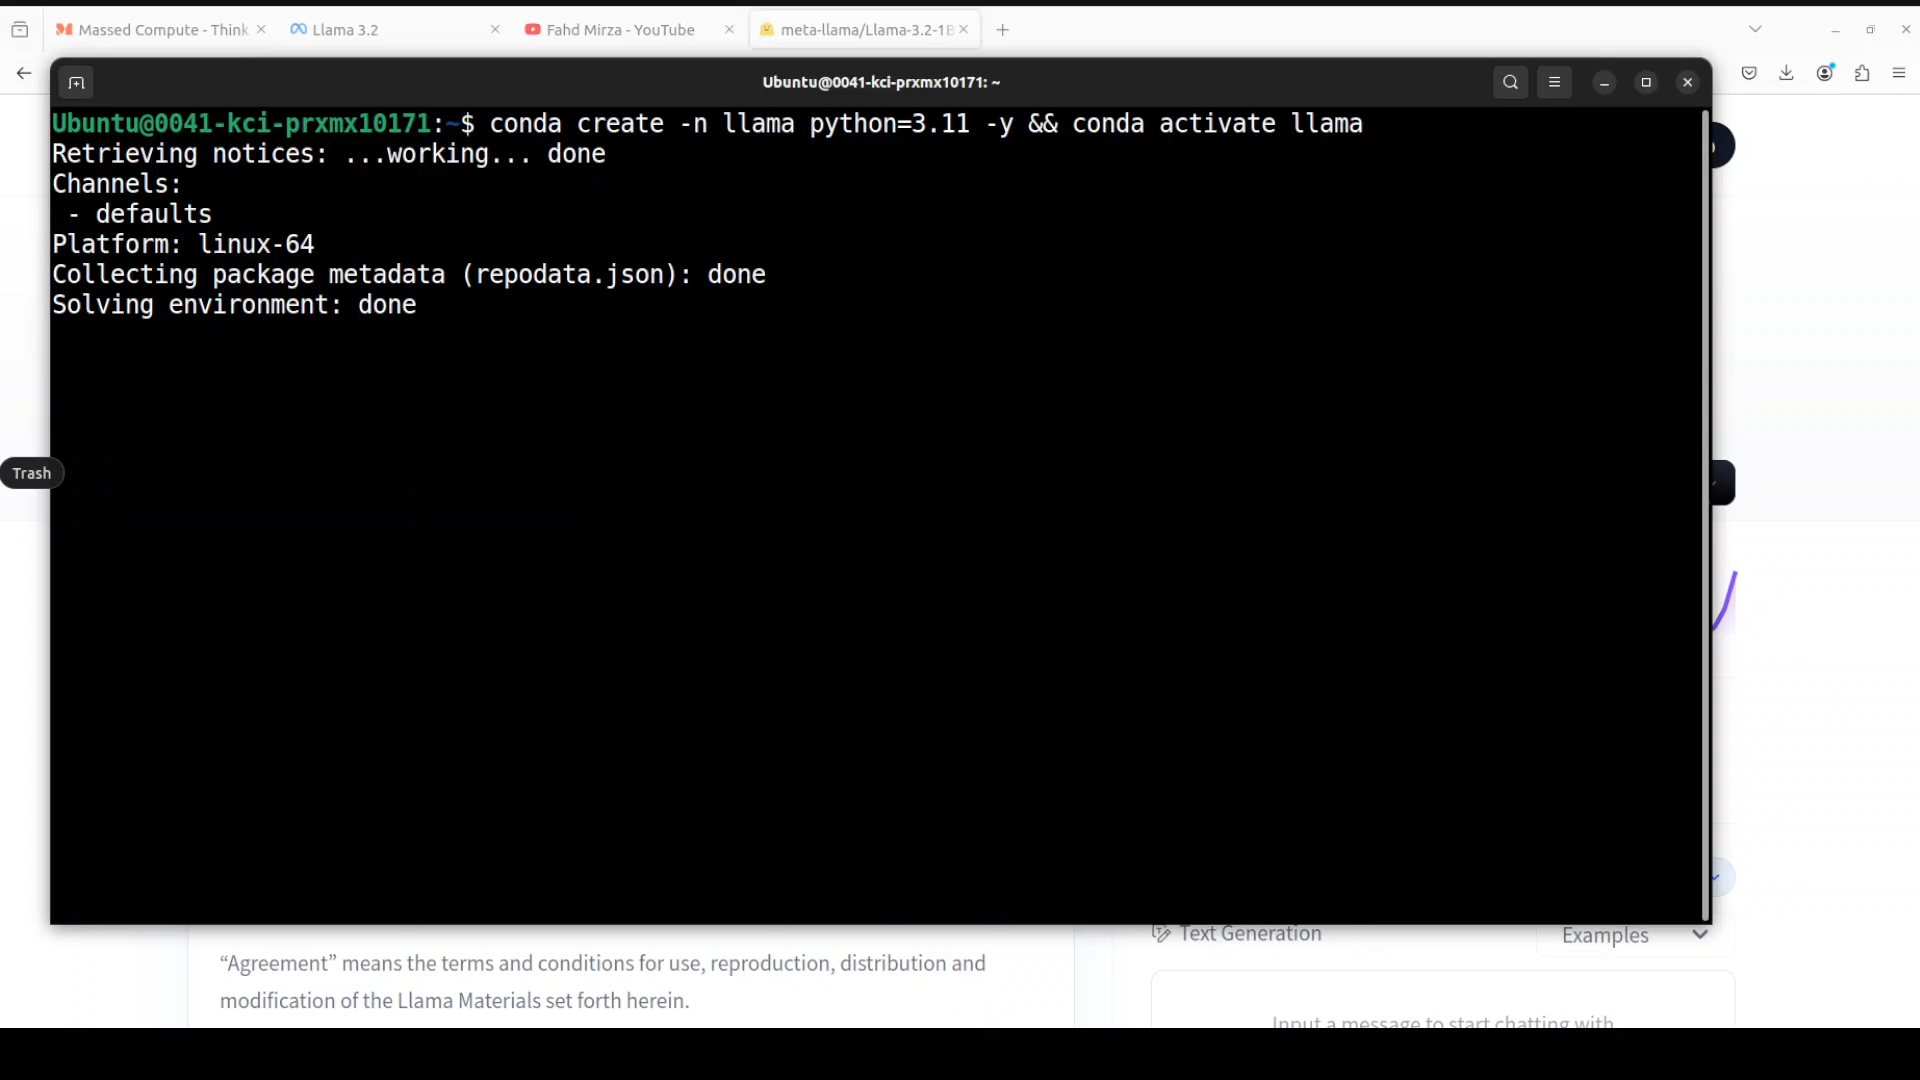 Massed Compute - Think
Llama 3.2
Fahd Mirza - YouTube
meta-llama/Llama-3.2-1B
Ubuntu@0041-kci-prxmx10171: ~
Ubuntu@0041-kci-prxmx10171:~$ conda create -n llama python=3.11 -y && conda activate llama
Retrieving notices: ...working... done
Channels:
- defaults
Platform: linux-64
Collecting package metadata (repodata.json): done
Solving environment: done
Trash
Text Generation
Examples
“Agreement” means the terms and conditions for use, reproduction, distribution and
modification of the Llama Materials set forth herein.
Input a message to start chatting with